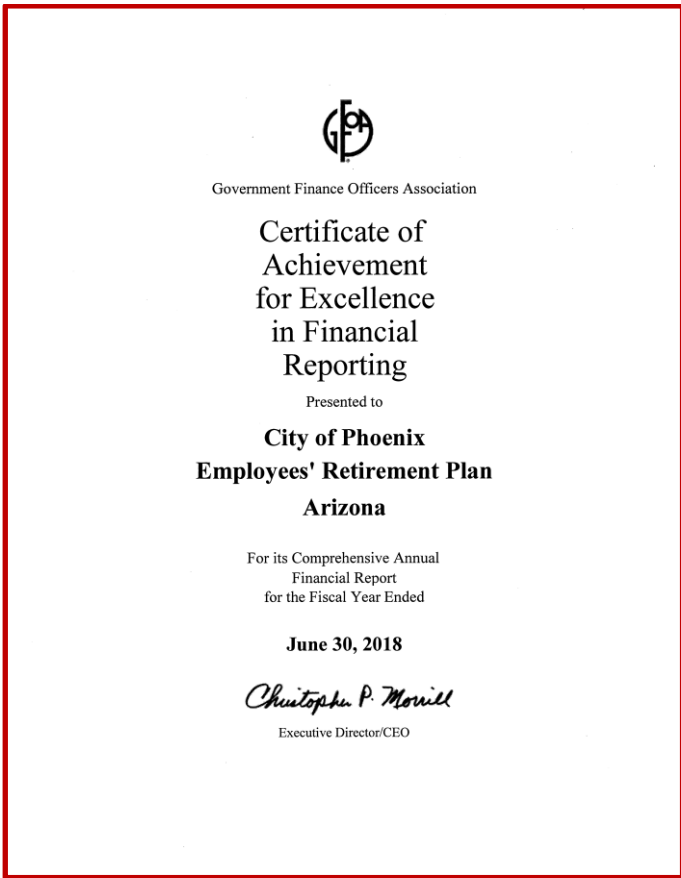 GFOA
Government Finance Officers Association
Certificate of
Achievement
for Excellence
in Financial
Reporting
Presented to
City of Phoenix
Employees' Retirement Plan
Arizona
For its Comprehensive Annual
Financial Report
for the Fiscal Year Ended
June 30, 2018
Christopher P. Morrill
Executive Director/CEO